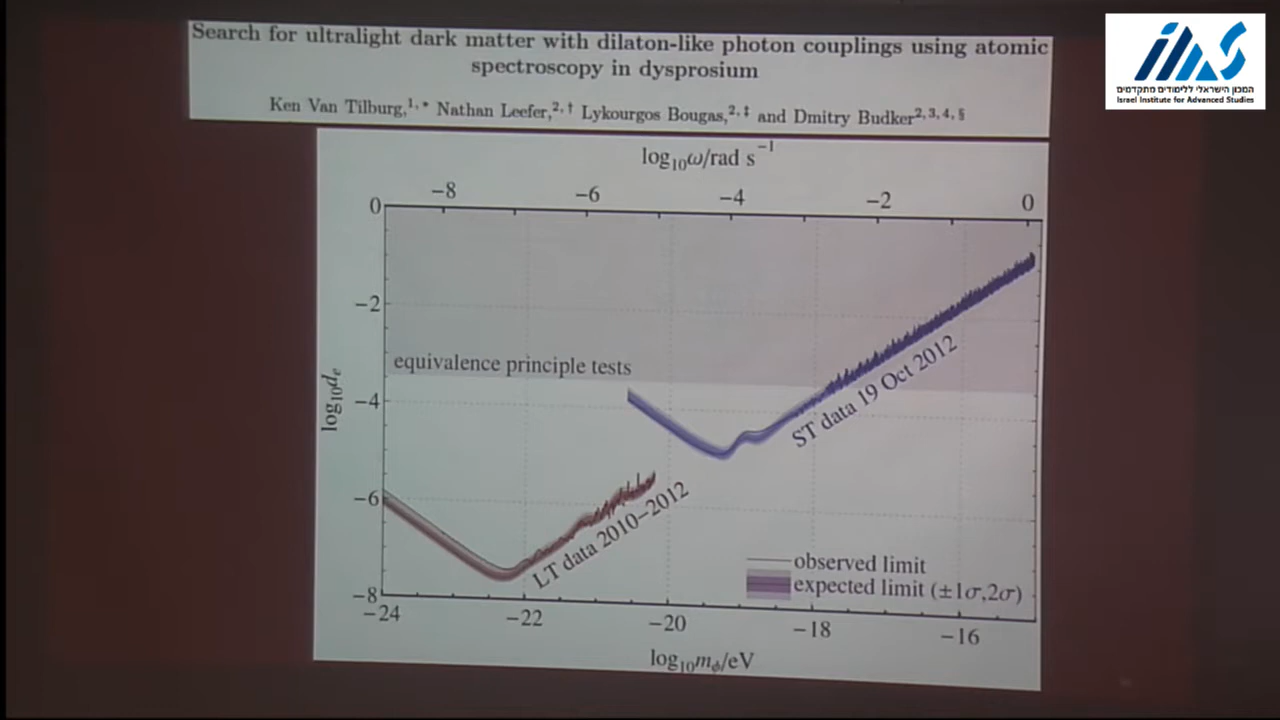 Search for ultralight dark matter with dilaton-like photon couplings using atomic
spectroscopy in dysprosium
Ken Van Tilburg,¹,* Nathan Leefer,²,† Lykourgos Bougas,²,‡ and Dmitry Budker²,³,⁴,§
המכון הישראלי ללימודים מתקדמים
Israel Institute for Advanced Studies
log₁₀ω/rad s⁻¹
−8 −6 −4 −2 0
0
−2
equivalence principle tests
−4
−6
−8
log₁₀dₑ
ST data 19 Oct 2012
LT data 2010–2012
observed limit
expected limit (±1σ,2σ)
−24 −22 −20 −18 −16
log₁₀m_ϕ/eV